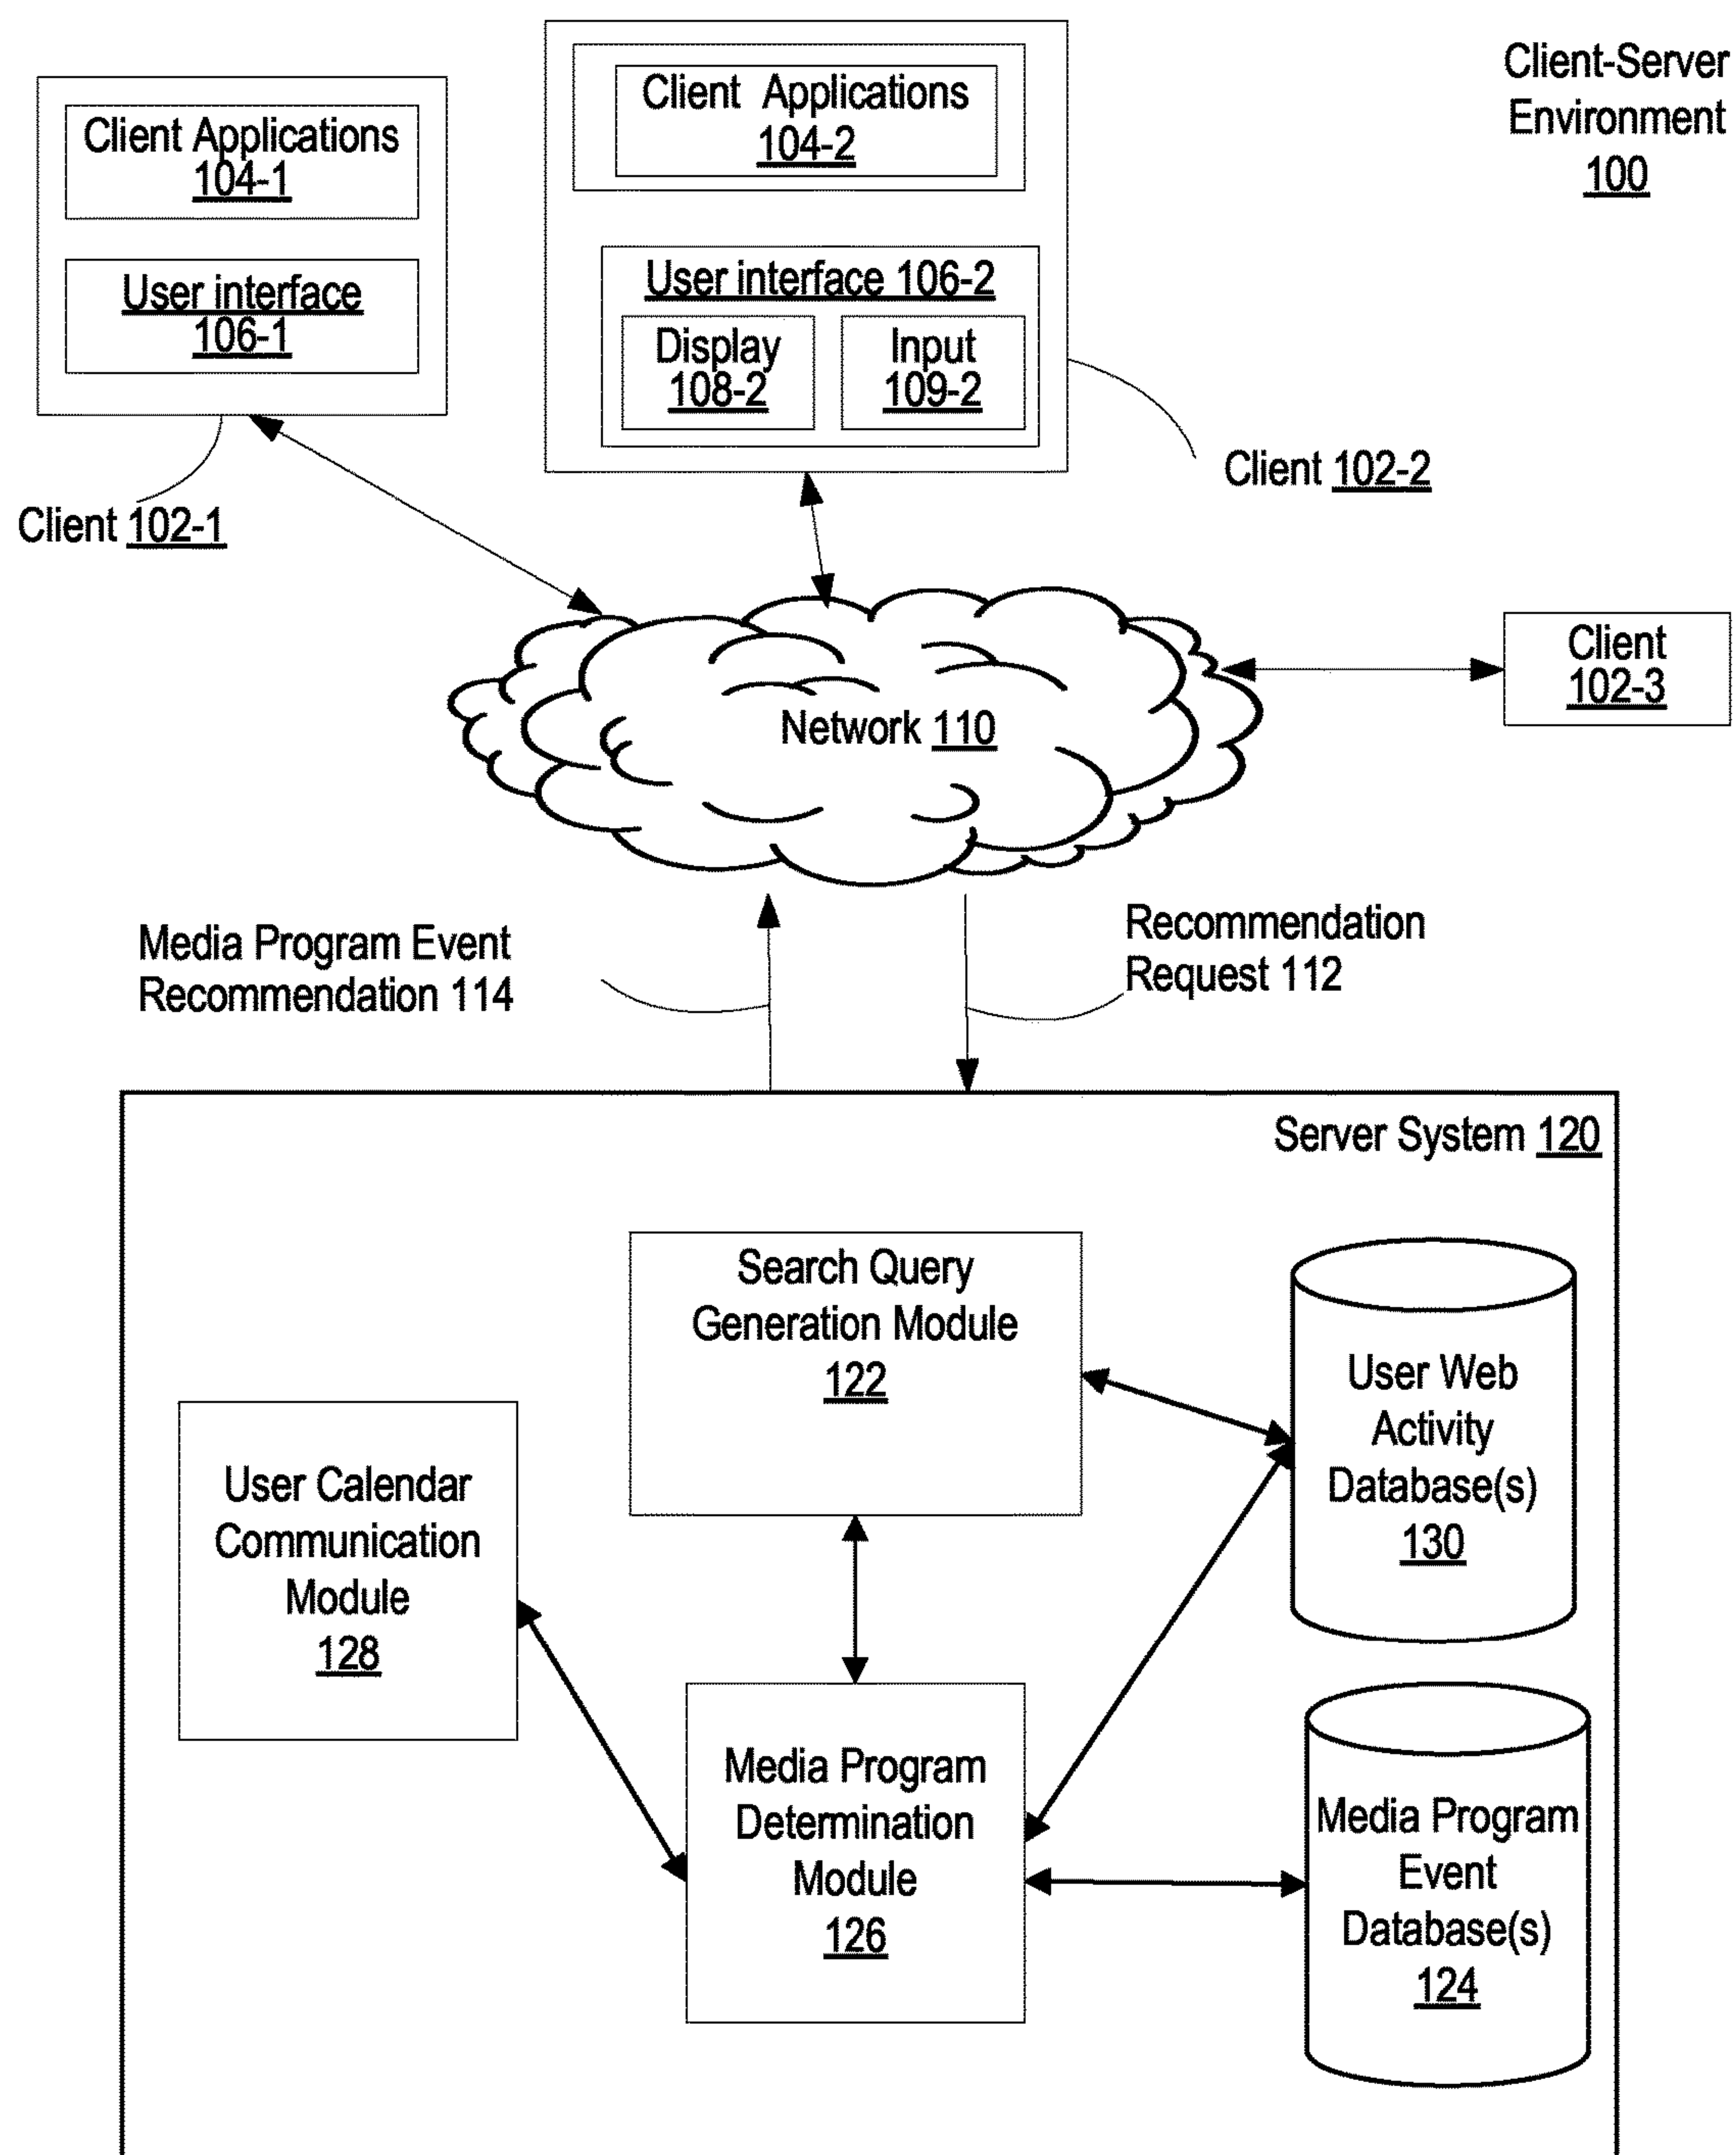 Client-Server
Environment
100
Client Applications
104-1
User interface
106-1
Client 102-1
Client Applications
104-2
User interface 106-2
Display
108-2
Input
109-2
Client 102-2
Network 110
Client
102-3
Media Program Event
Recommendation 114
Recommendation
Request 112
Server System 120
Search Query
Generation Module
122
User Web
Activity
Database(s)
130
User Calendar
Communication
Module
128
Media Program
Determination
Module
126
Media Program
Event
Database(s)
124